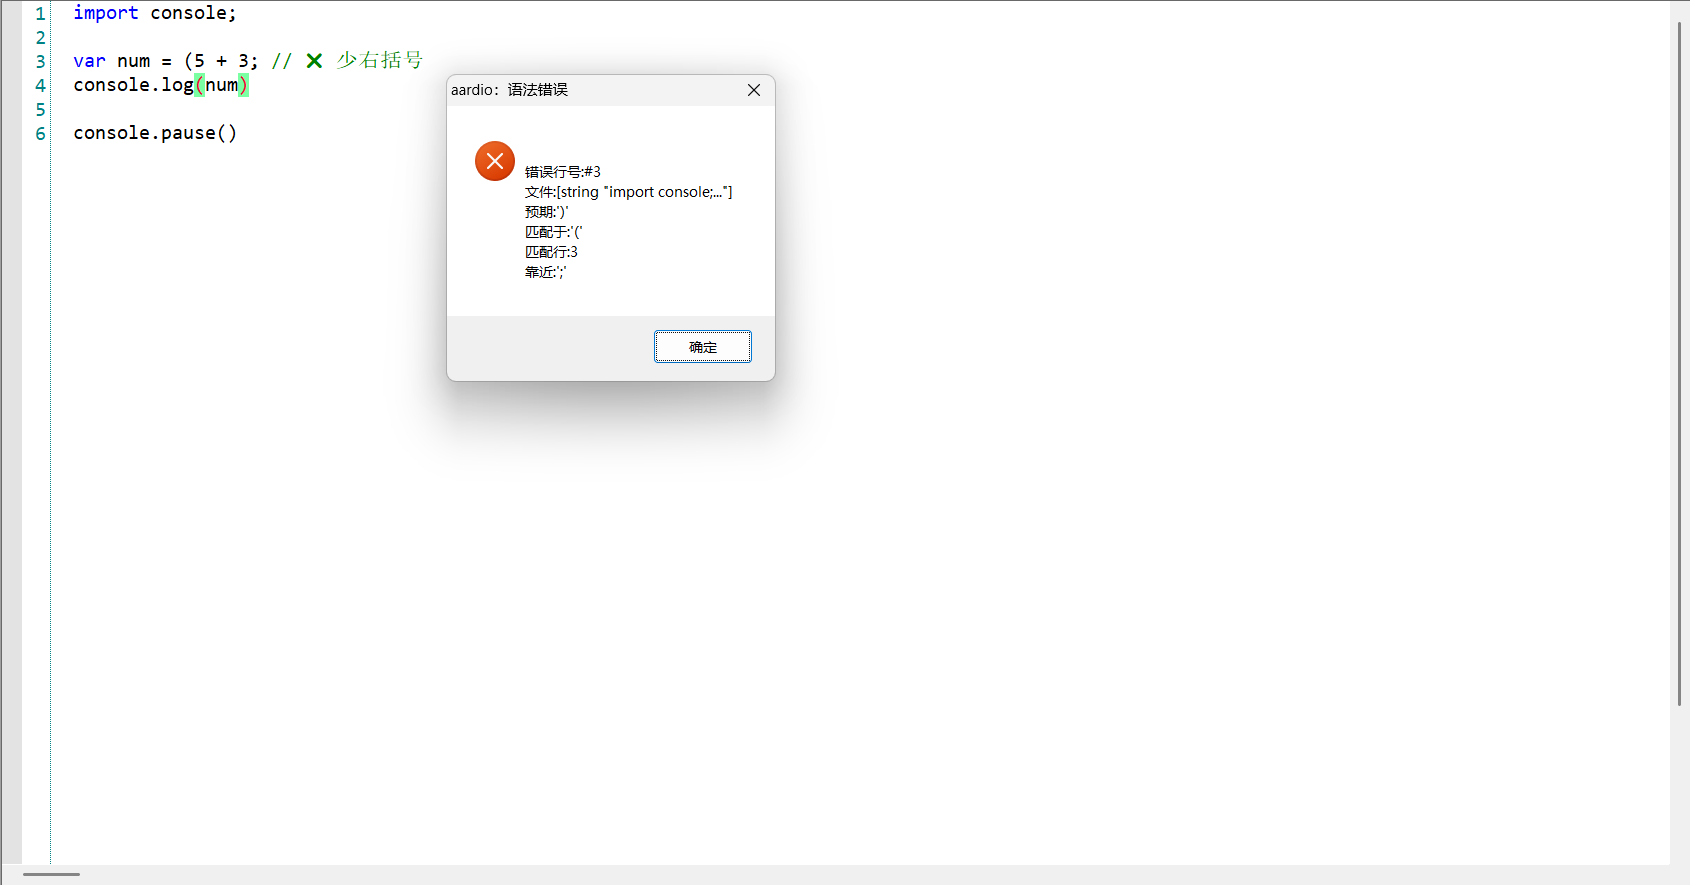 1 import console;
2
3 var num = (5 + 3; // ❌ 少右括号
4 console.log(num)
5
6 console.pause()
aardio：语法错误
错误行号:#3
文件:[string "import console;..."]
预期:')'
匹配于:'('
匹配行:3
靠近:';'
确定